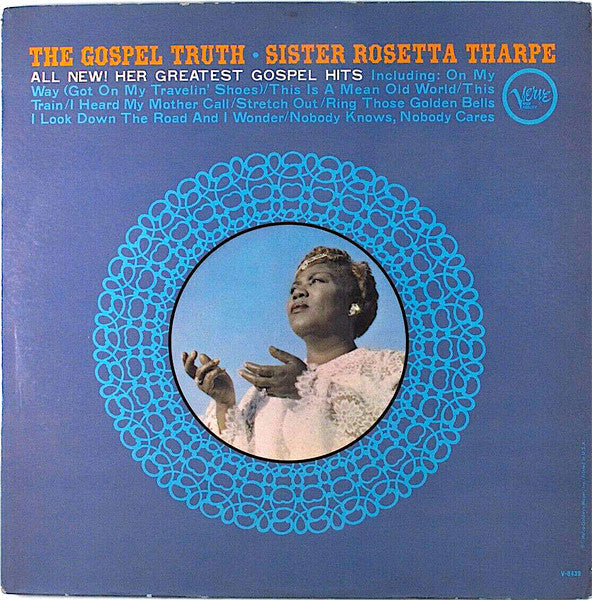 THE GOSPEL TRUTH • SISTER ROSETTA THARPE
ALL NEW! HER GREATEST GOSPEL HITS Including: On My
Way (Got On My Travelin' Shoes)/This Is A Mean Old World/This
Train/I Heard My Mother Call/Stretch Out/Ring Those Golden Bells
I Look Down The Road And I Wonder/Nobody Knows, Nobody Cares
Verve
V-8439